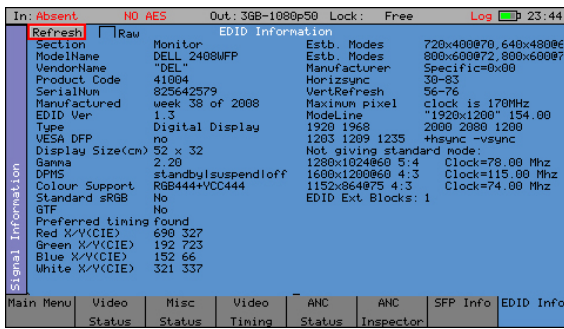 In: Absent NO AES Out: 3GB-1080p50 Lock: Free Log 23:44
Refresh Raw EDID Information
Section Monitor
ModelName DELL 2408WFP
VendorName "DEL"
Product Code 41004
SerialNum 825642579
Manufactured week 38 of 2008
EDID Ver 1.3
Type Digital Display
VESA DFP no
Display Size(cm) 52 x 32
Gamma 2.20
DPMS standby|suspend|off
Colour Support RGB444+YCC444
Standard sRGB No
GTF No
Preferred timing found
Red X/Y(CIE) 690 327
Green X/Y(CIE) 192 723
Blue X/Y(CIE) 152 66
White X/Y(CIE) 321 337
Estb. Modes 720x400@70,640x480@6
Estb. Modes 800x600@72,800x600@7
Manufacturer Specific=0x00
Horizsync 30-83
VertRefresh 56-76
Maximum pixel clock is 170MHz
ModeLine "1920x1200" 154.00
1920 1968 2000 2080 1200
1203 1209 1235 +hsync -vsync
Not giving standard mode:
1280x1024@60 5:4 Clock=78.00 Mhz
1600x1200@60 4:3 Clock=115.00 Mhz
1152x864@75 4:3 Clock=74.00 Mhz
EDID Ext Blocks: 1
Signal Information
Main Menu Video Status Misc Status Video Timing ANC Status ANC Inspector SFP Info EDID Info